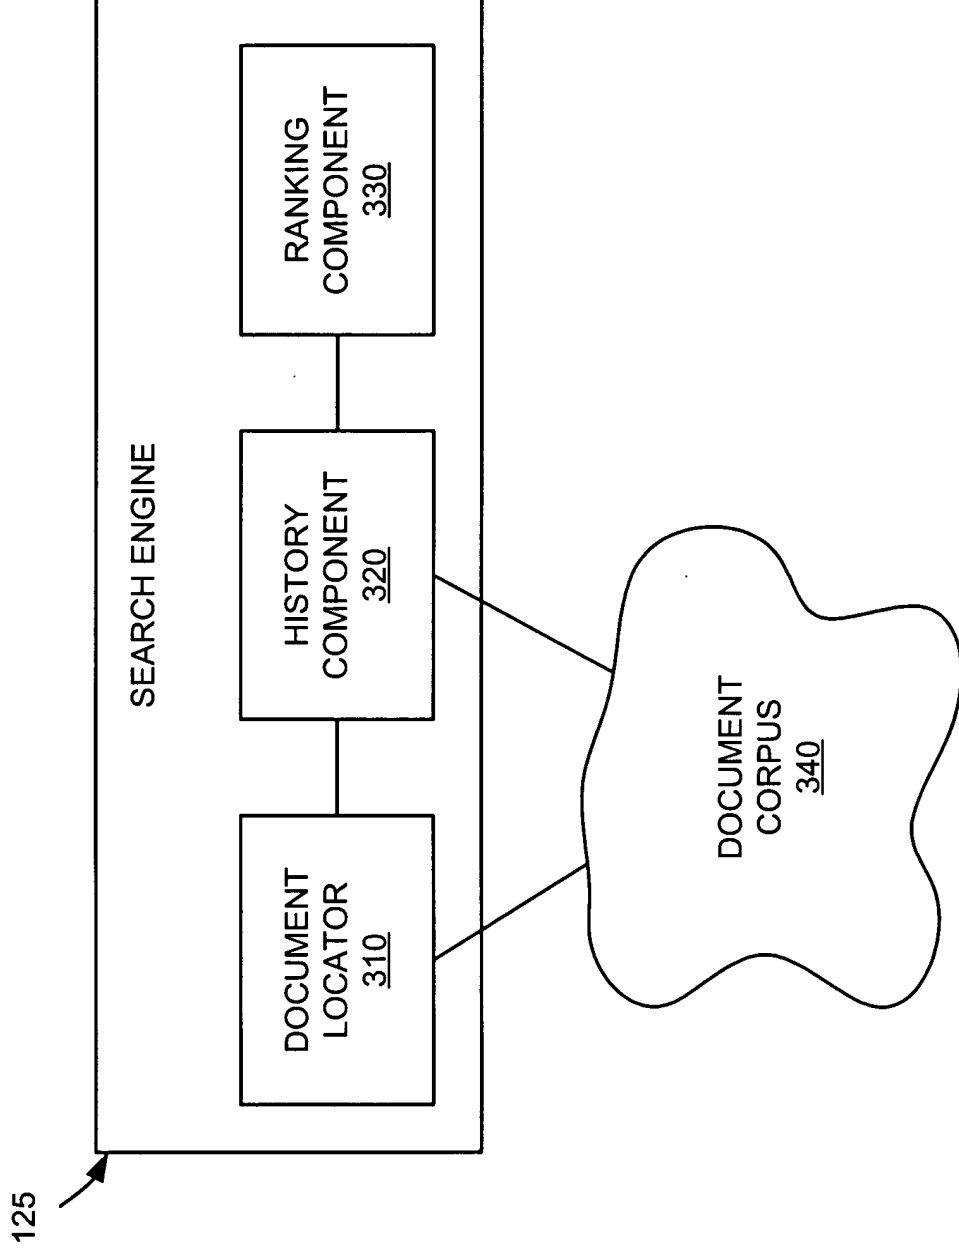 125
SEARCH ENGINE
DOCUMENT
LOCATOR
310
HISTORY
COMPONENT
320
RANKING
COMPONENT
330
DOCUMENT
CORPUS
340